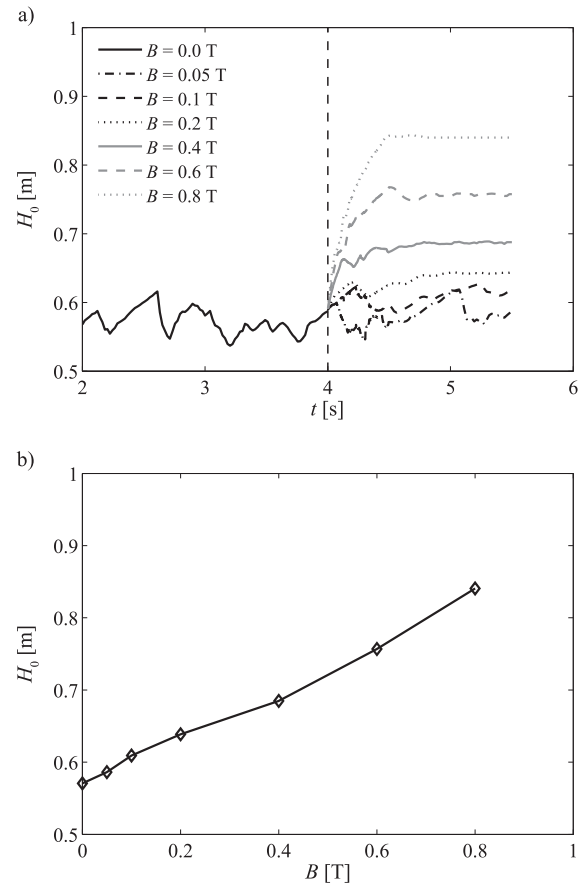 a)
1
0.9
0.8
0.7
0.6
0.5
H₀ [m]
B = 0.0 T
B = 0.05 T
B = 0.1 T
B = 0.2 T
B = 0.4 T
B = 0.6 T
B = 0.8 T
2 3 4 5 6
t [s]
b)
1
0.9
0.8
0.7
0.6
0.5
H₀ [m]
0 0.2 0.4 0.6 0.8 1
B [T]